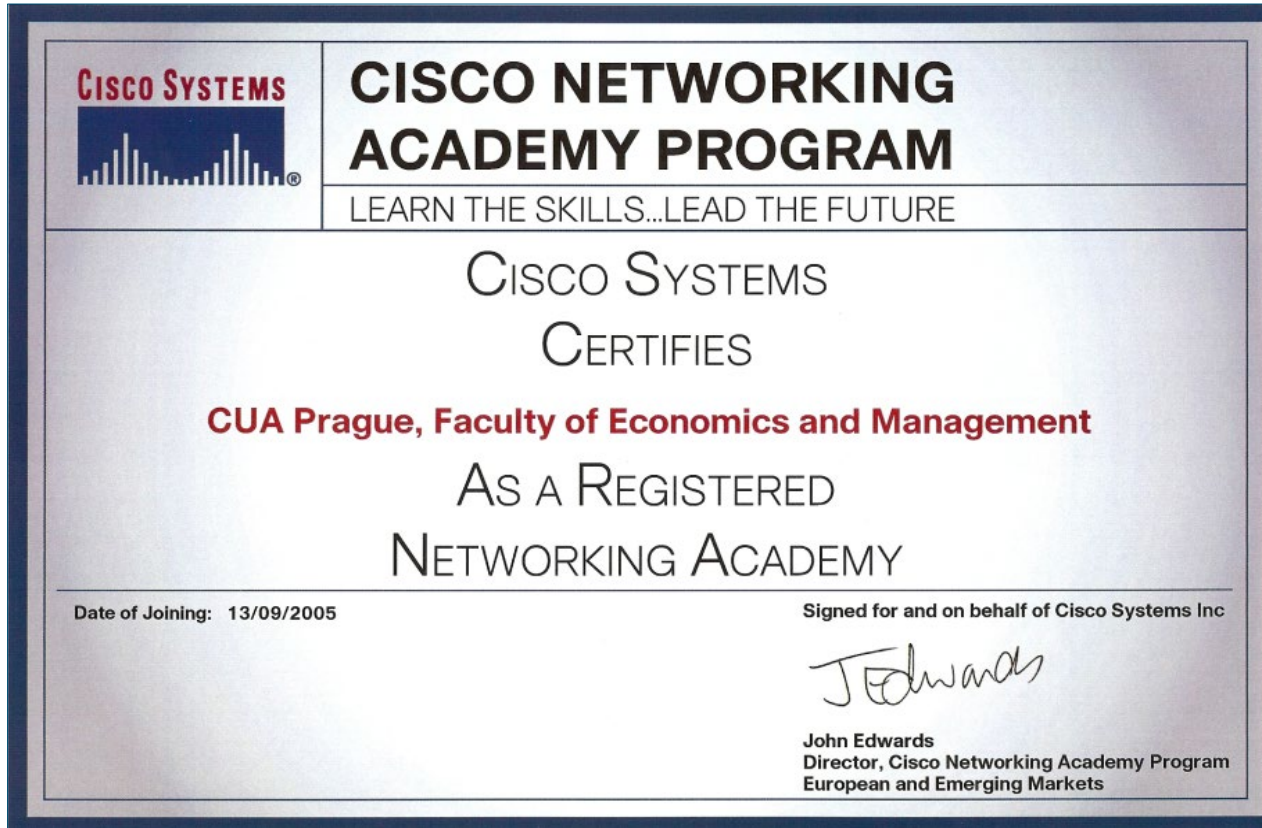 CISCO SYSTEMS
®
CISCO NETWORKING
ACADEMY PROGRAM
LEARN THE SKILLS...LEAD THE FUTURE
CISCO SYSTEMS
CERTIFIES
CUA Prague, Faculty of Economics and Management
AS A REGISTERED
NETWORKING ACADEMY
Date of Joining: 13/09/2005
Signed for and on behalf of Cisco Systems Inc
J Edwards
John Edwards
Director, Cisco Networking Academy Program
European and Emerging Markets